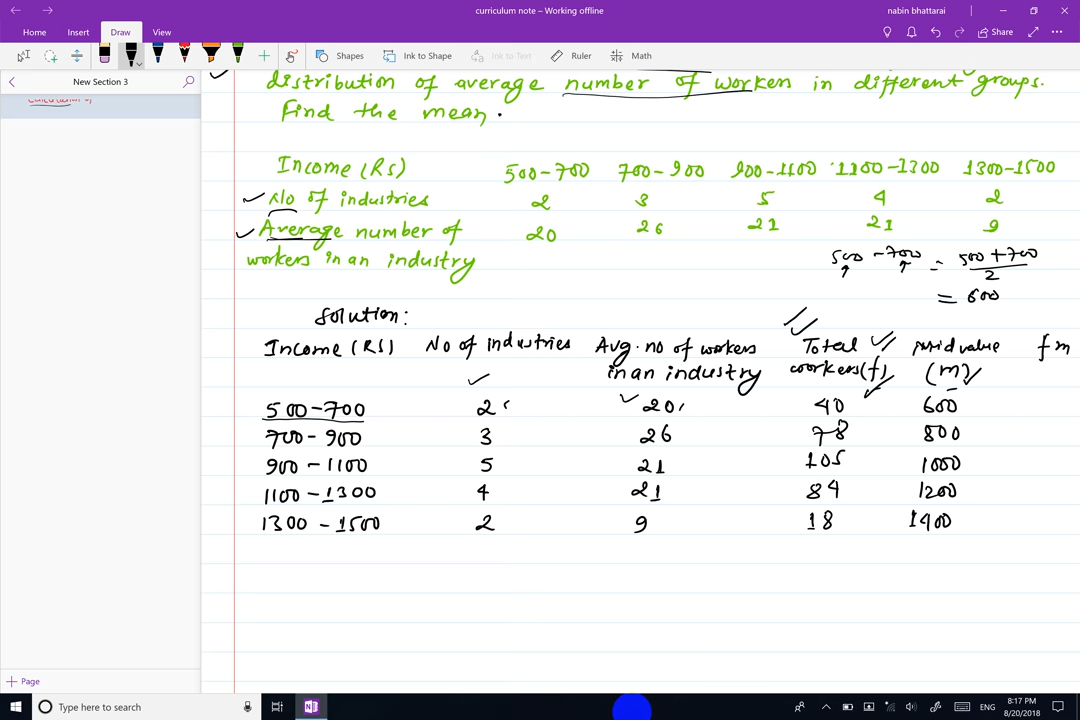 curriculum note – Working offline
nabin bhattarai
Home Insert Draw View
Share
Shapes Ink to Shape Ink to Text Ruler Math
New Section 3
distribution of average number of workers in different groups.
Find the mean.
Income (Rs) 500-700 700-900 900-1100 1100-1300 1300-1500
No of industries 2 3 5 4 2
Average number of workers in an industry 20 26 21 21 9
500 - 700 = 500 + 700 / 2
= 600
Solution:
Income (RS) No of industries Avg. no of workers in an industry Total workers (f) mid value (m) fm
500-700 2 20 40 600
700-900 3 26 78 800
900-1100 5 21 105 1000
1100-1300 4 21 84 1200
1300-1500 2 9 18 1400
+ Page
Type here to search
ENG
8:17 PM
8/20/2018